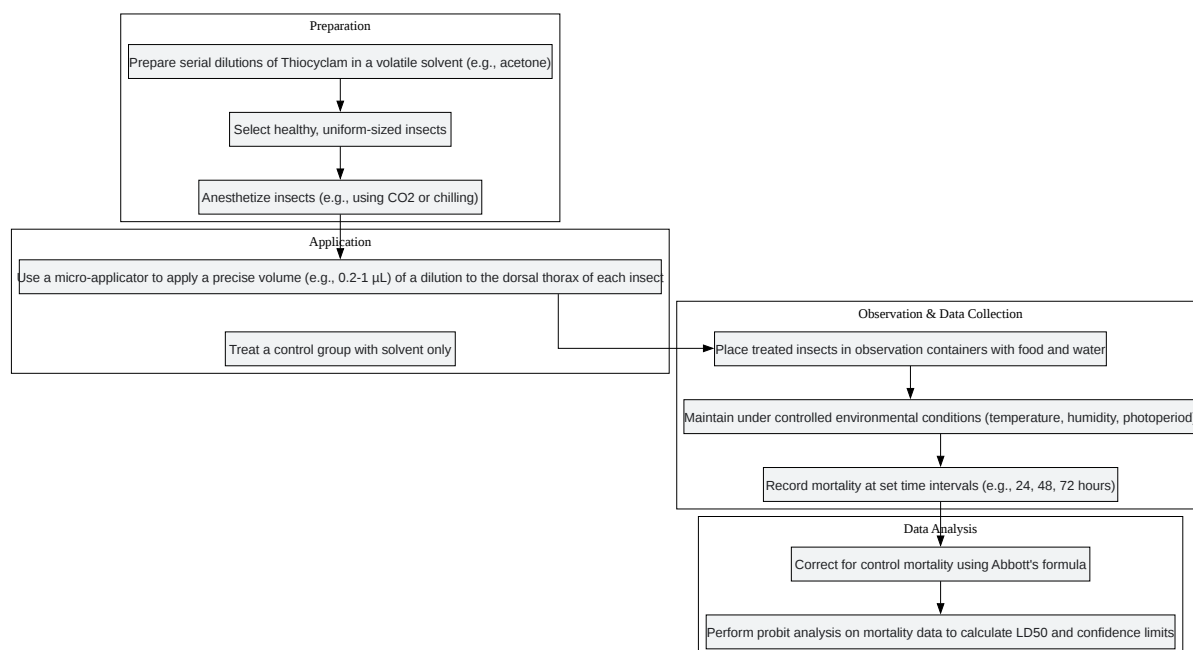 Preparation
Prepare serial dilutions of Thiocyclam in a volatile solvent (e.g., acetone)
Select healthy, uniform-sized insects
Anesthetize insects (e.g., using CO2 or chilling)
Application
Use a micro-applicator to apply a precise volume (e.g., 0.2-1 µL) of a dilution to the dorsal thorax of each insect
Treat a control group with solvent only
Observation & Data Collection
Place treated insects in observation containers with food and water
Maintain under controlled environmental conditions (temperature, humidity, photoperiod)
Record mortality at set time intervals (e.g., 24, 48, 72 hours)
Data Analysis
Correct for control mortality using Abbott's formula
Perform probit analysis on mortality data to calculate LD50 and confidence limits